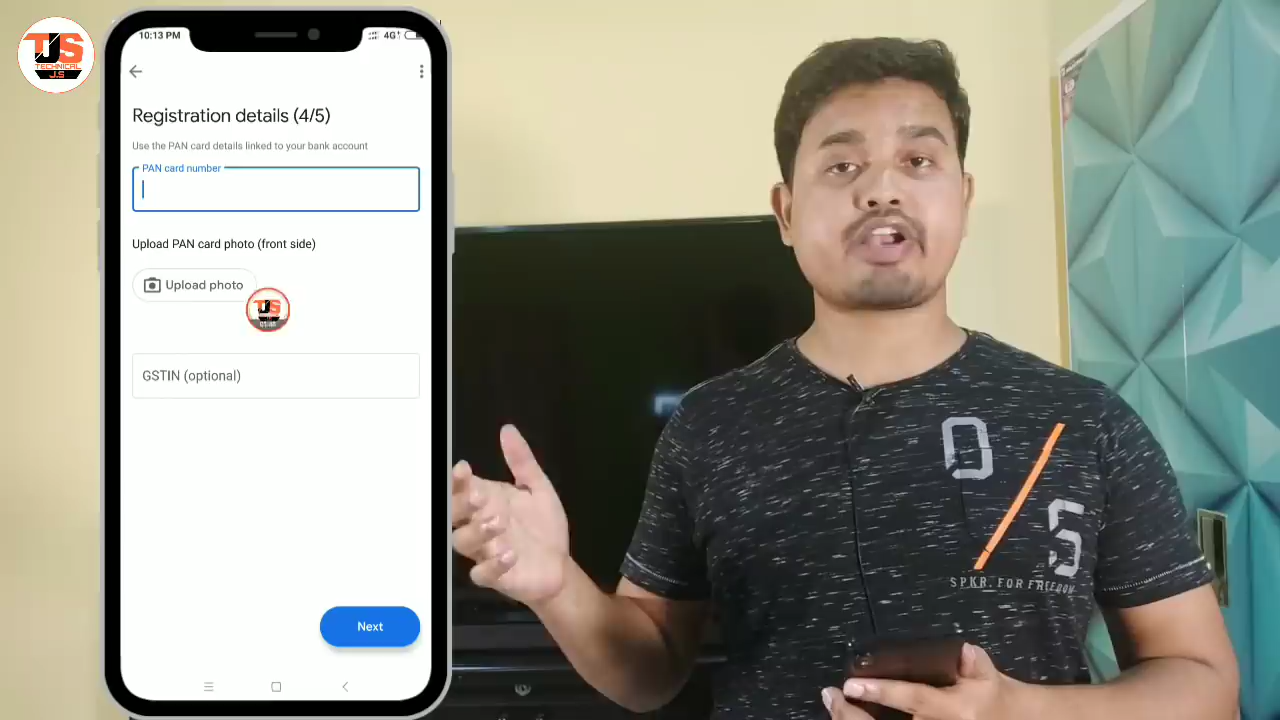 TJS
TECHNICAL
J.S
10:13 PM
4G
Registration details (4/5)
Use the PAN card details linked to your bank account
PAN card number
Upload PAN card photo (front side)
Upload photo
TJS
GSTIN (optional)
Next
0
5
SPKR. FOR FREEDOM